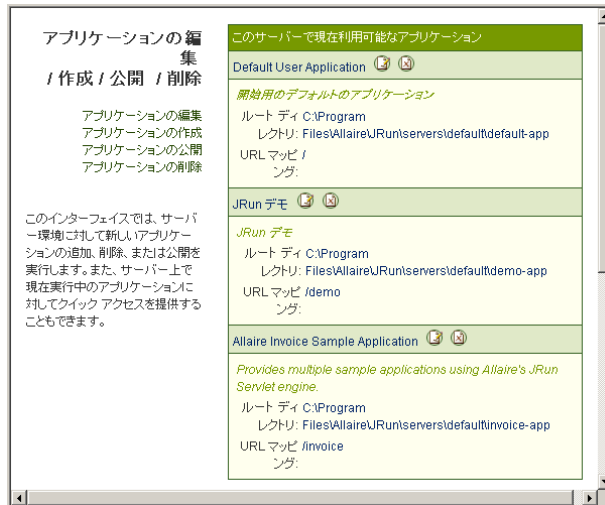 アプリケーションの編
集
/ 作成 / 公開 / 削除
アプリケーションの編集
アプリケーションの作成
アプリケーションの公開
アプリケーションの削除
このインターフェイスでは、サーバ
ー環境に対して新しいアプリケー
ションの追加、削除、または公開を
実行します。また、サーバー上で
現在実行中のアプリケーションに
対してクイック アクセスを提供する
こともできます。
このサーバーで現在利用可能なアプリケーション
Default User Application
開始用のデフォルトのアプリケーション
ルート ディ C:\Program
レクトリ: Files\Allaire\JRun\servers\default\default-app
URL マッピ /
ング:
JRun デモ
JRun デモ
ルート ディ C:\Program
レクトリ: Files\Allaire\JRun\servers\default\demo-app
URL マッピ /demo
ング:
Allaire Invoice Sample Application
Provides multiple sample applications using Allaire's JRun
Servlet engine.
ルート ディ C:\Program
レクトリ: Files\Allaire\JRun\servers\default\invoice-app
URL マッピ /invoice
ング: